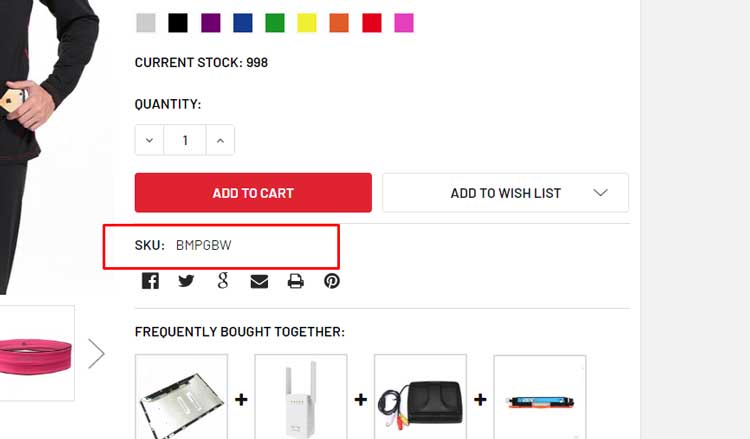 CURRENT STOCK: 998
QUANTITY:
1
ADD TO CART
ADD TO WISH LIST
SKU: BMPGBW
FREQUENTLY BOUGHT TOGETHER: